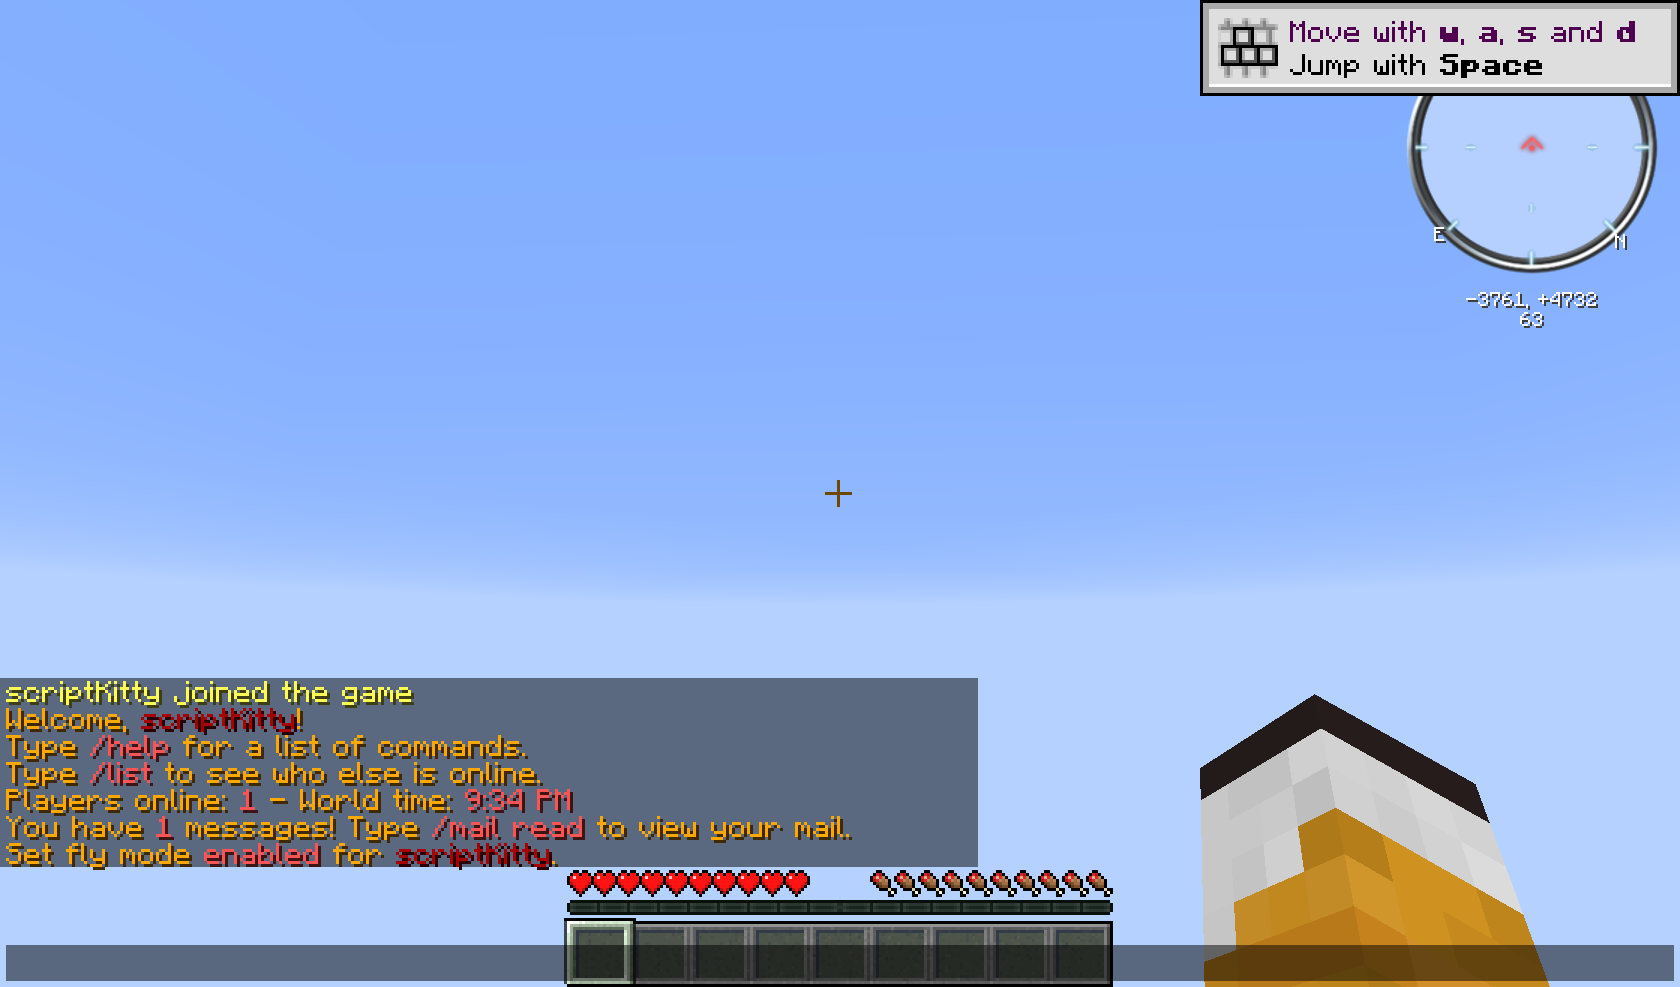 Move with w, a, s and d
Jump with Space
E
N
-3761, +4732
63
scriptKitty joined the game
Welcome, scriptKitty!
Type /help for a list of commands.
Type /list to see who else is online.
Players online: 1 - World time: 9:34 PM
You have 1 messages! Type /mail read to view your mail.
Set fly mode enabled for scriptKitty.